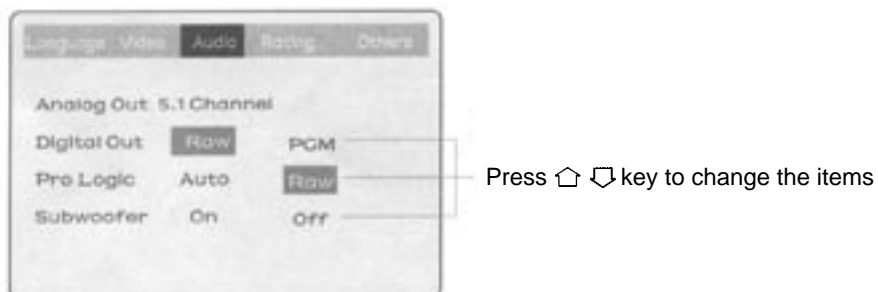 Language Video Audio Rating Others
Analog Out 5.1 Channel
Digital Out Raw PCM
Pro Logic Auto Raw
Subwoofer On Off
Press key to change the items